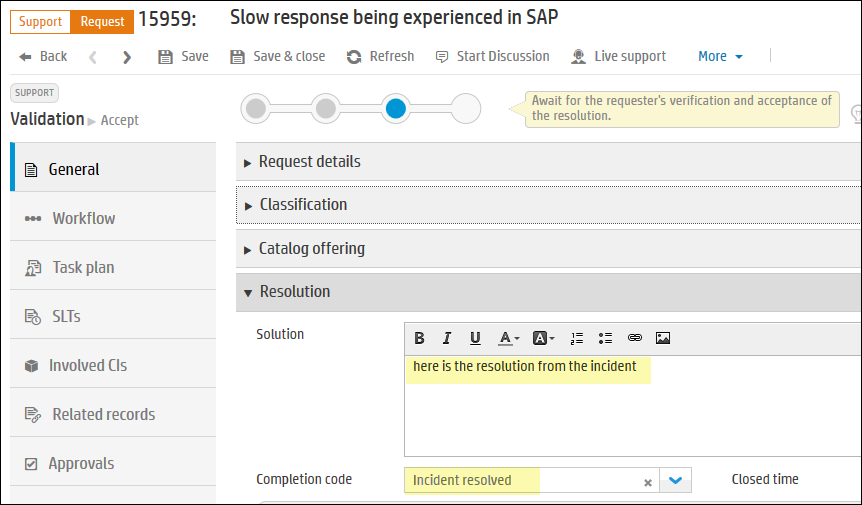 Support Request 15959: Slow response being experienced in SAP
Back Save Save & close Refresh Start Discussion Live support More
SUPPORT
Validation Accept
Await for the requester's verification and acceptance of
the resolution.
General
Workflow
Task plan
SLTs
Involved CIs
Related records
Approvals
Request details
Classification
Catalog offering
Resolution
Solution
B I U A A
here is the resolution from the incident
Completion code Incident resolved Closed time